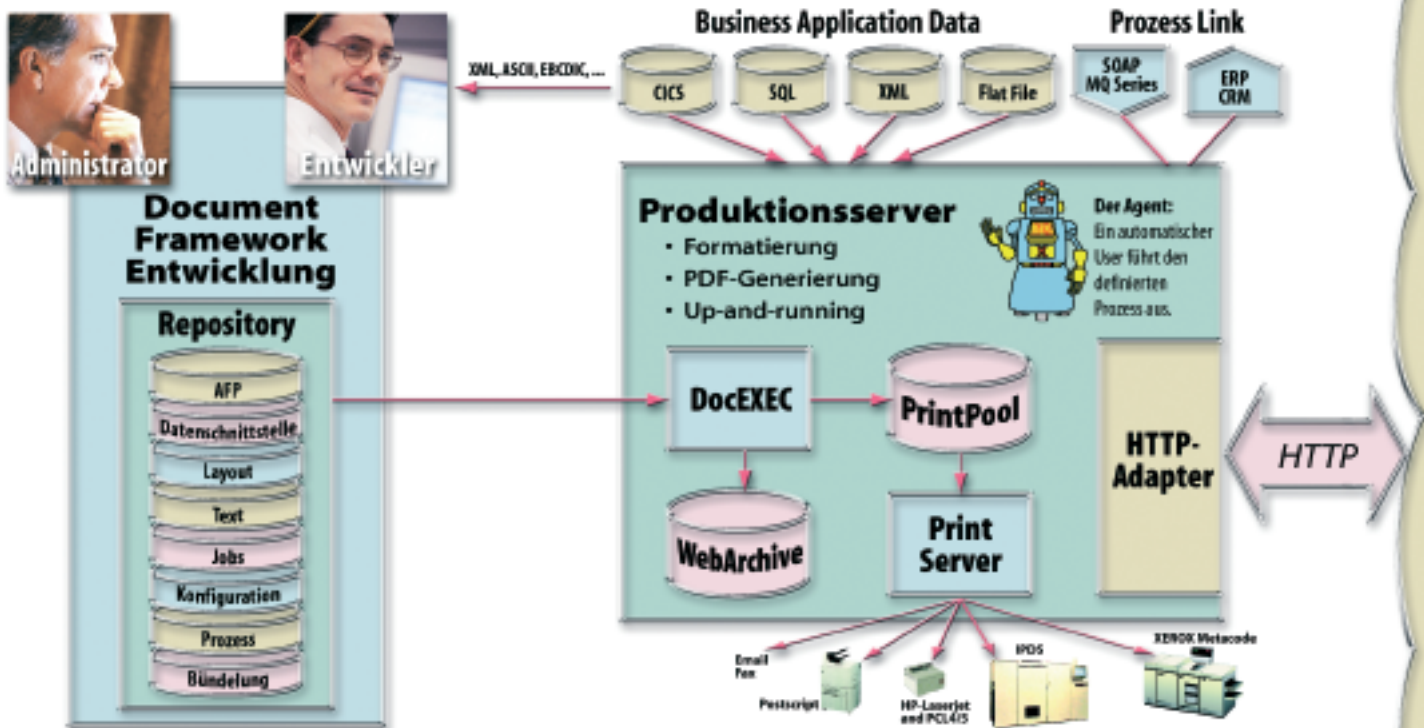 Administrator
Entwickler
XML, ASCII, EBCDIC, ....
Business Application Data
CICS
SQL
XML
Flat File
Prozess Link
SOAP
MQ Series
ERP
CRM
Document
Framework
Entwicklung
Repository
AFP
Datenschnittstelle
Layout
Text
Jobs
Konfiguration
Prozess
Bündelung
Produktionsserver
• Formatierung
• PDF-Generierung
• Up-and-running
Der Agent:
Ein automatischer
User führt den
definierten
Prozess aus.
DocEXEC
PrintPool
WebArchive
Print
Server
HTTP-
Adapter
HTTP
Email
Fax
Postscript
HP-Laserjet
and PCL4/5
IPDS
XEROX Metacode